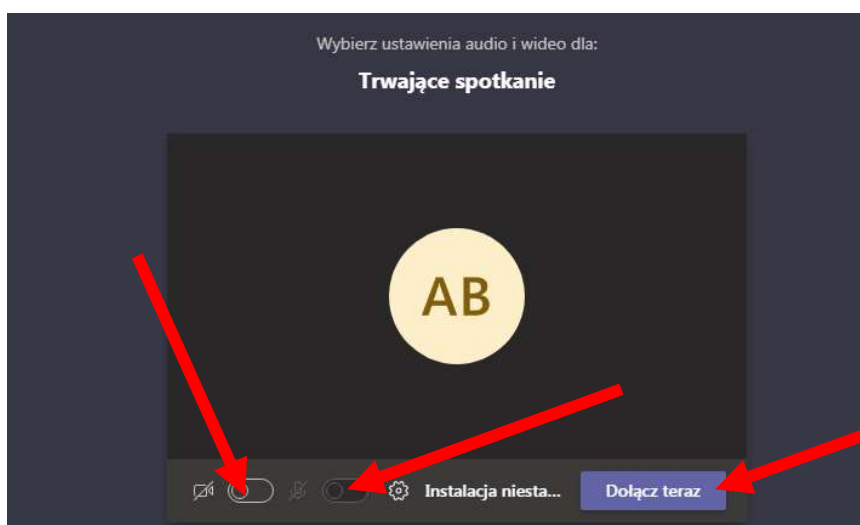 Wybierz ustawienia audio i wideo dla:
Trwające spotkanie
AB
Instalacja niesta...
Dołącz teraz